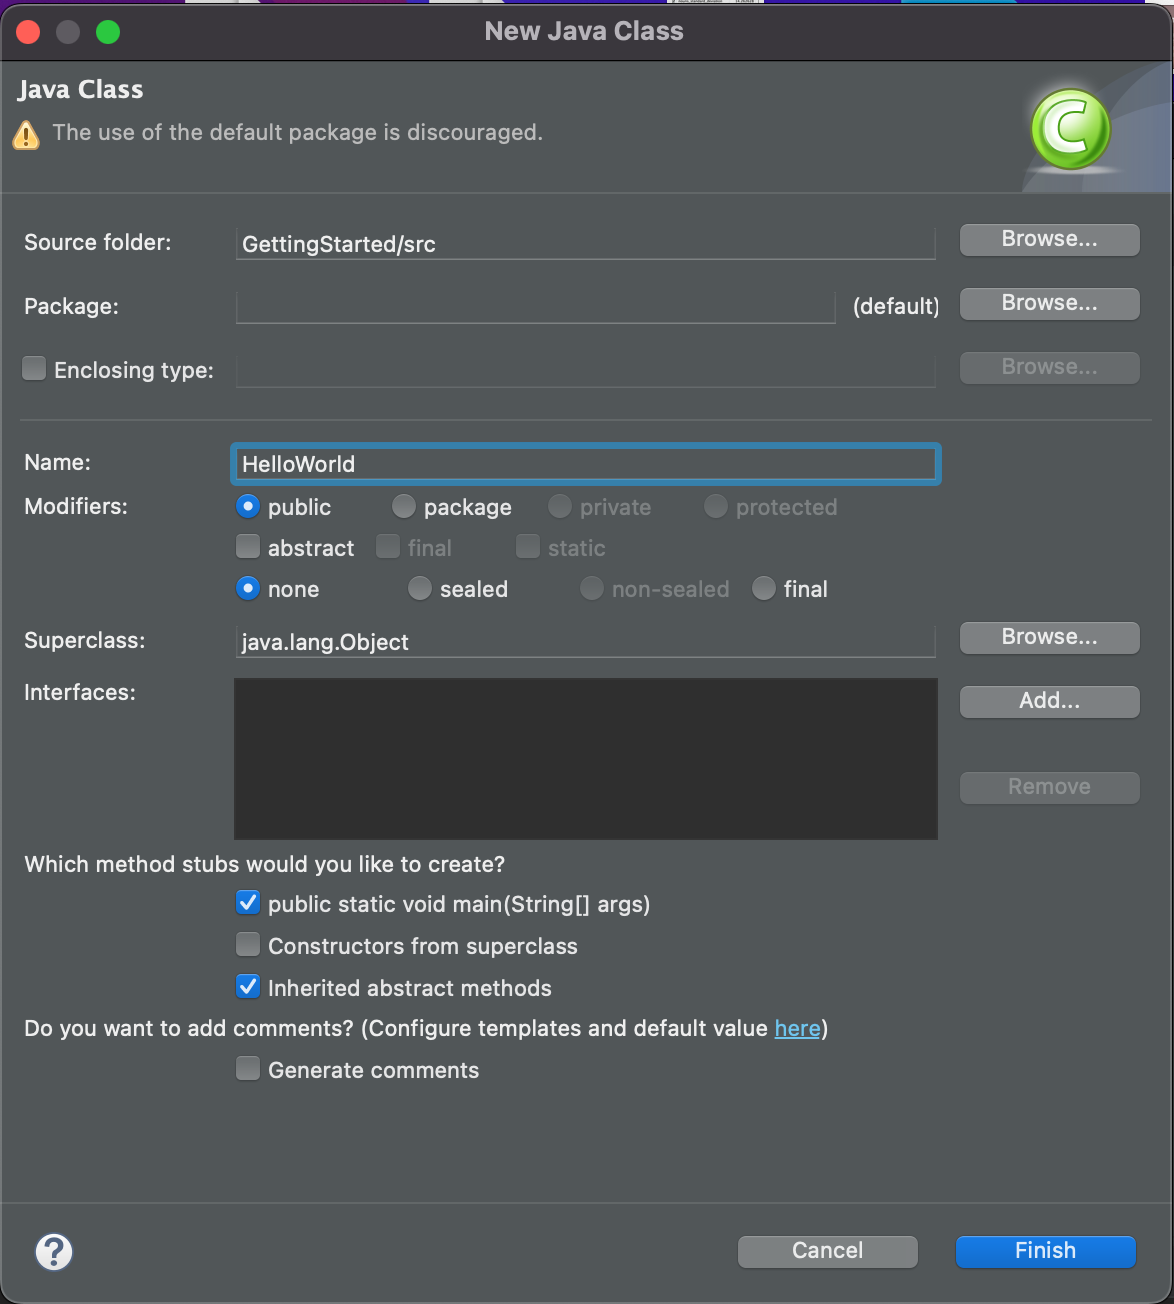 New Java Class
Java Class
The use of the default package is discouraged.
Source folder: GettingStarted/src Browse...
Package: (default) Browse...
Enclosing type: Browse...
Name: HelloWorld
Modifiers: public package private protected
abstract final static
none sealed non-sealed final
Superclass: java.lang.Object Browse...
Interfaces: Add...
Remove
Which method stubs would you like to create?
public static void main(String[] args)
Constructors from superclass
Inherited abstract methods
Do you want to add comments? (Configure templates and default value here)
Generate comments
? Cancel Finish